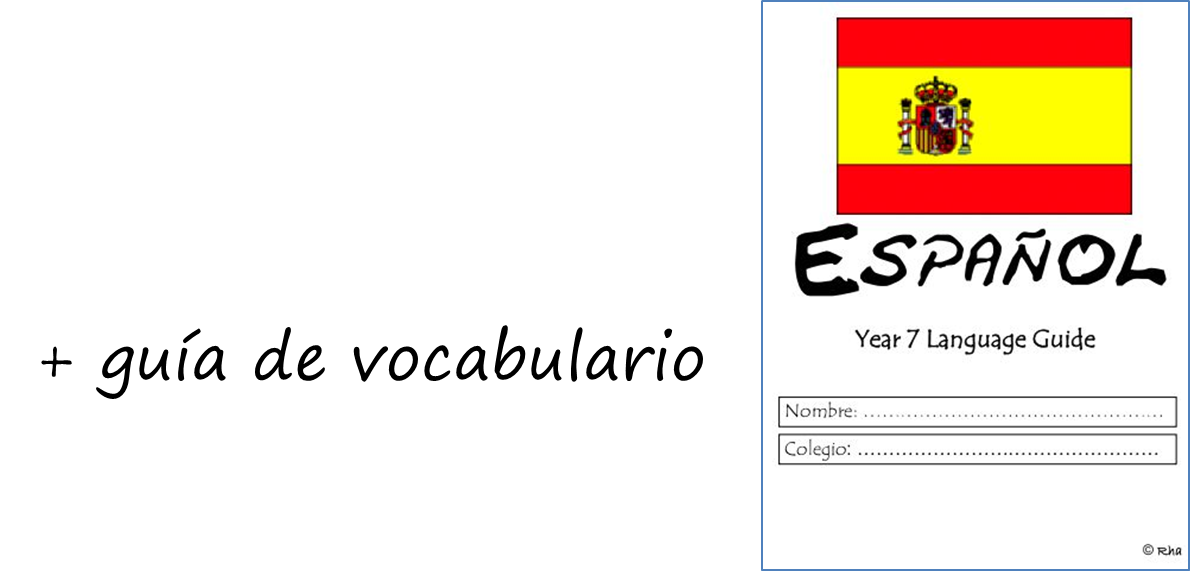 + guía de vocabulario
ESPAÑOL
Year 7 Language Guide
Nombre: ................................................
Colegio: ................................................
© Rha